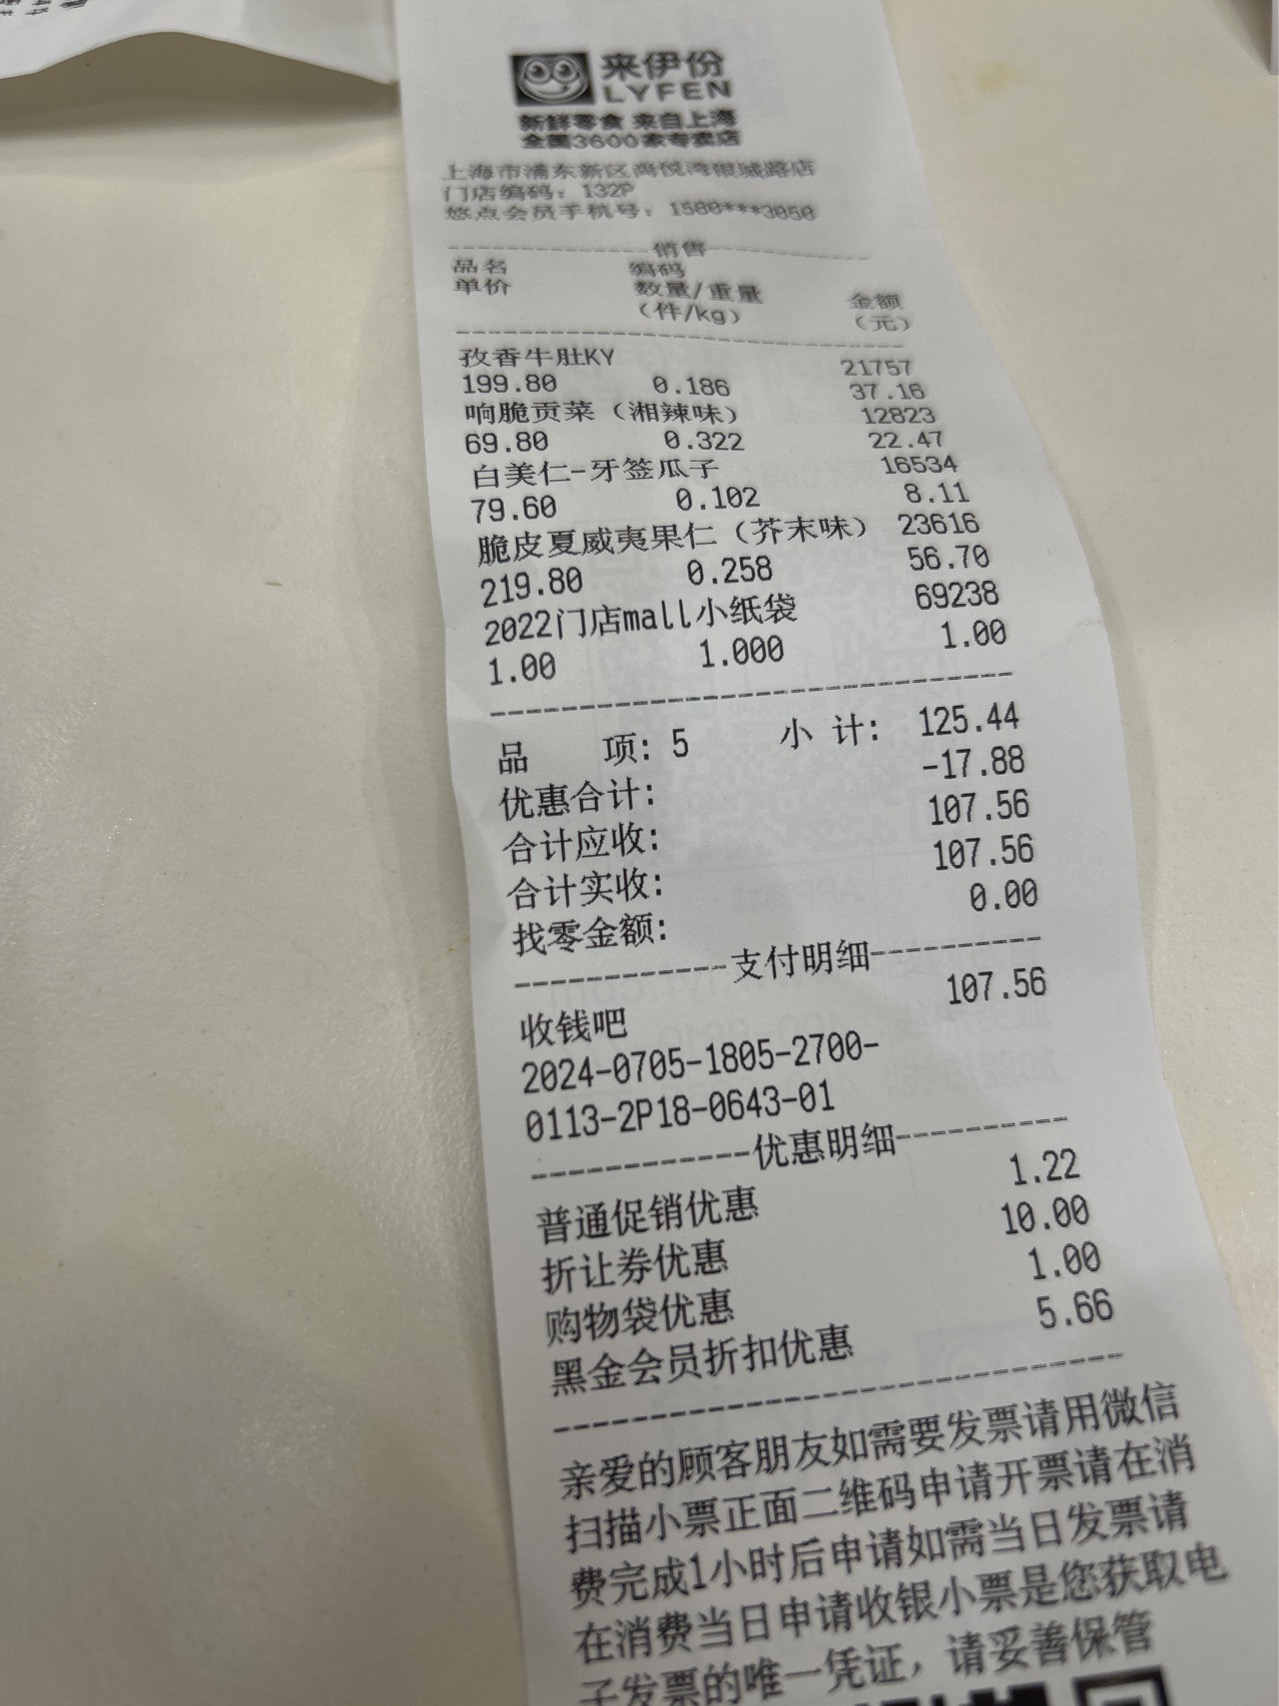 来伊份
LYFEN
新鲜零食 来自上海
全国3600家专卖店
上海市浦东新区尚悦湾银城路店
门店编码: 132P
悠点会员手机号: 1580***3050
销售
品名 编码
单价 数量/重量 金额
(件/kg) (元)
孜香牛肚KY 21757
199.80 0.186 37.16
响脆贡菜(湘辣味) 12823
69.80 0.322 22.47
白美仁-牙签瓜子 16534
79.60 0.102 8.11
脆皮夏威夷果仁(芥末味) 23616
219.80 0.258 56.70
2022门店mall小纸袋 69238
1.00 1.000 1.00
品 项: 5 小 计: 125.44
优惠合计: -17.88
合计应收: 107.56
合计实收: 107.56
找零金额: 0.00
支付明细
收钱吧 107.56
2024-0705-1805-2700-
0113-2P18-0643-01
优惠明细
普通促销优惠 1.22
折让券优惠 10.00
购物袋优惠 1.00
黑金会员折扣优惠 5.66
亲爱的顾客朋友如需要发票请用微信
扫描小票正面二维码申请开票请在消
费完成1小时后申请如需当日发票请
在消费当日申请收银小票是您获取电
子发票的唯一凭证，请妥善保管